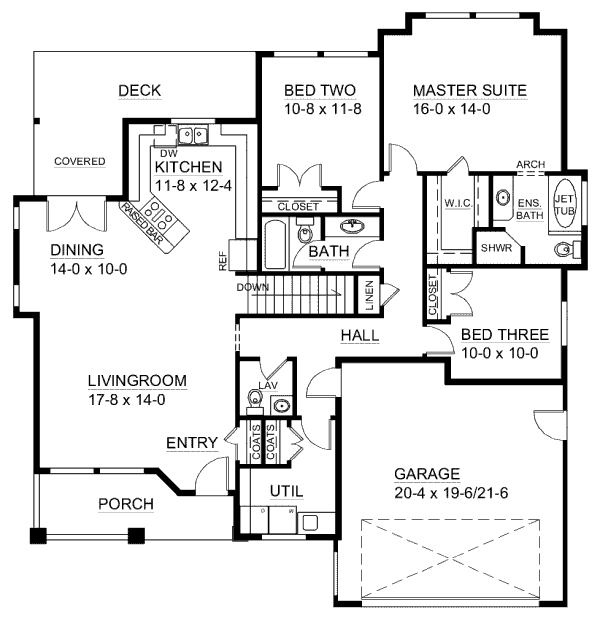 DECK
BED TWO
10-8 x 11-8
MASTER SUITE
16-0 x 14-0
COVERED
DW
KITCHEN
11-8 x 12-4
ARCH
RAISED BAR
CLOSET
W.I.C.
ENS.
BATH
JET
TUB
DINING
14-0 x 10-0
REF
BATH
SHWR
DOWN
LINEN
CLOSET
HALL
BED THREE
10-0 x 10-0
LIVINGROOM
17-8 x 14-0
LAV
ENTRY
COATS
COATS
GARAGE
20-4 x 19-6/21-6
UTIL
PORCH